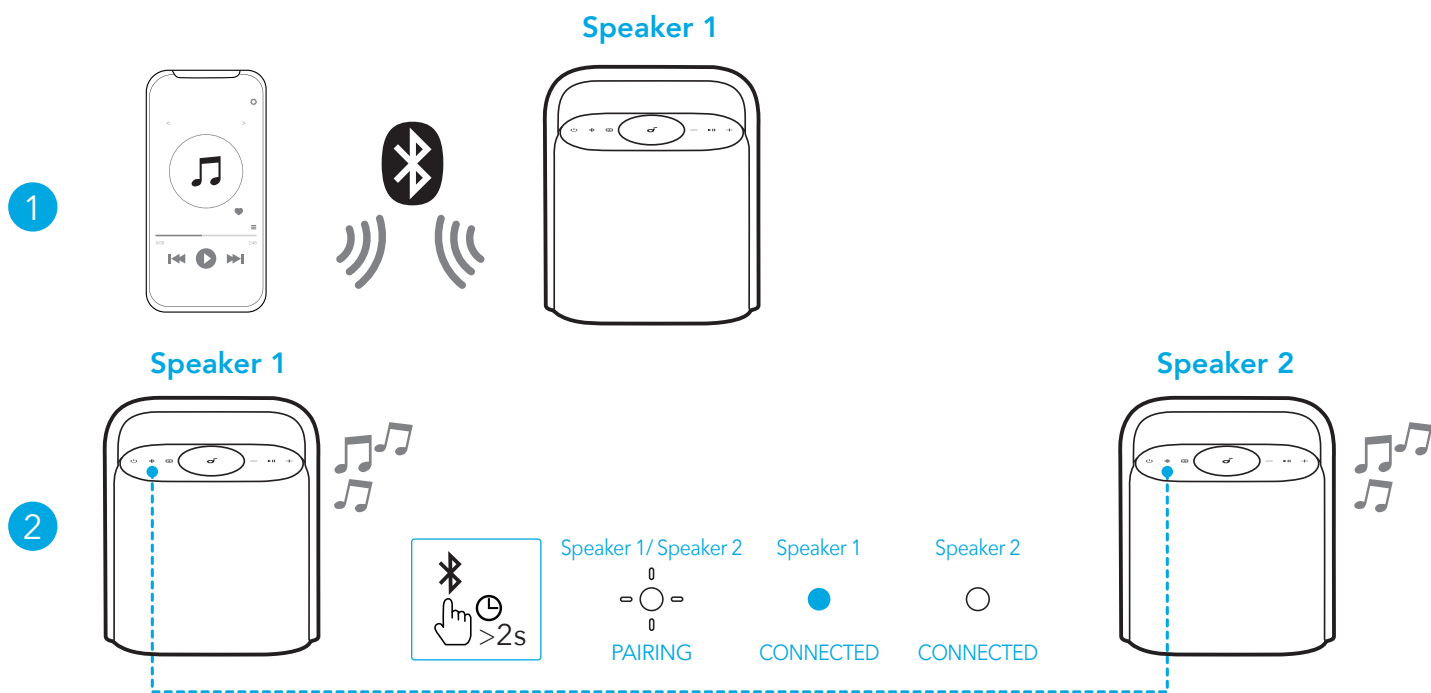 Speaker 1
1
Speaker 1
Speaker 2
2
>2s
Speaker 1/ Speaker 2
Speaker 1
Speaker 2
PAIRING
CONNECTED
CONNECTED